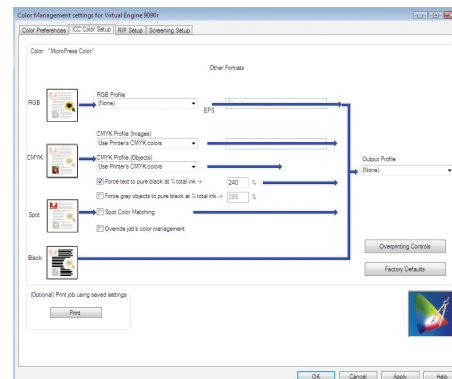 Color Management settings for Virtual Engine 9090r
Color Preferences ICC Color Setup RIP Setup Screening Setup
Color: "MicroPress Color"
Other Formats
RGB
RGB Profile
(None)
EPS
CMYK Profile (Images)
Use Printer's CMYK colors
CMYK
CMYK Profile (Objects)
Use Printer's CMYK colors
Output Profile
(None)
Force text to pure black at % total ink -> 240 %
Force gray objects to pure black at % total ink -> 285 %
Spot
Spot Color Matching
Override job's color management
Black
Overprinting Controls
Factory Defaults
(Optional) Print job using saved settings
Print
OK Cancel Apply Help